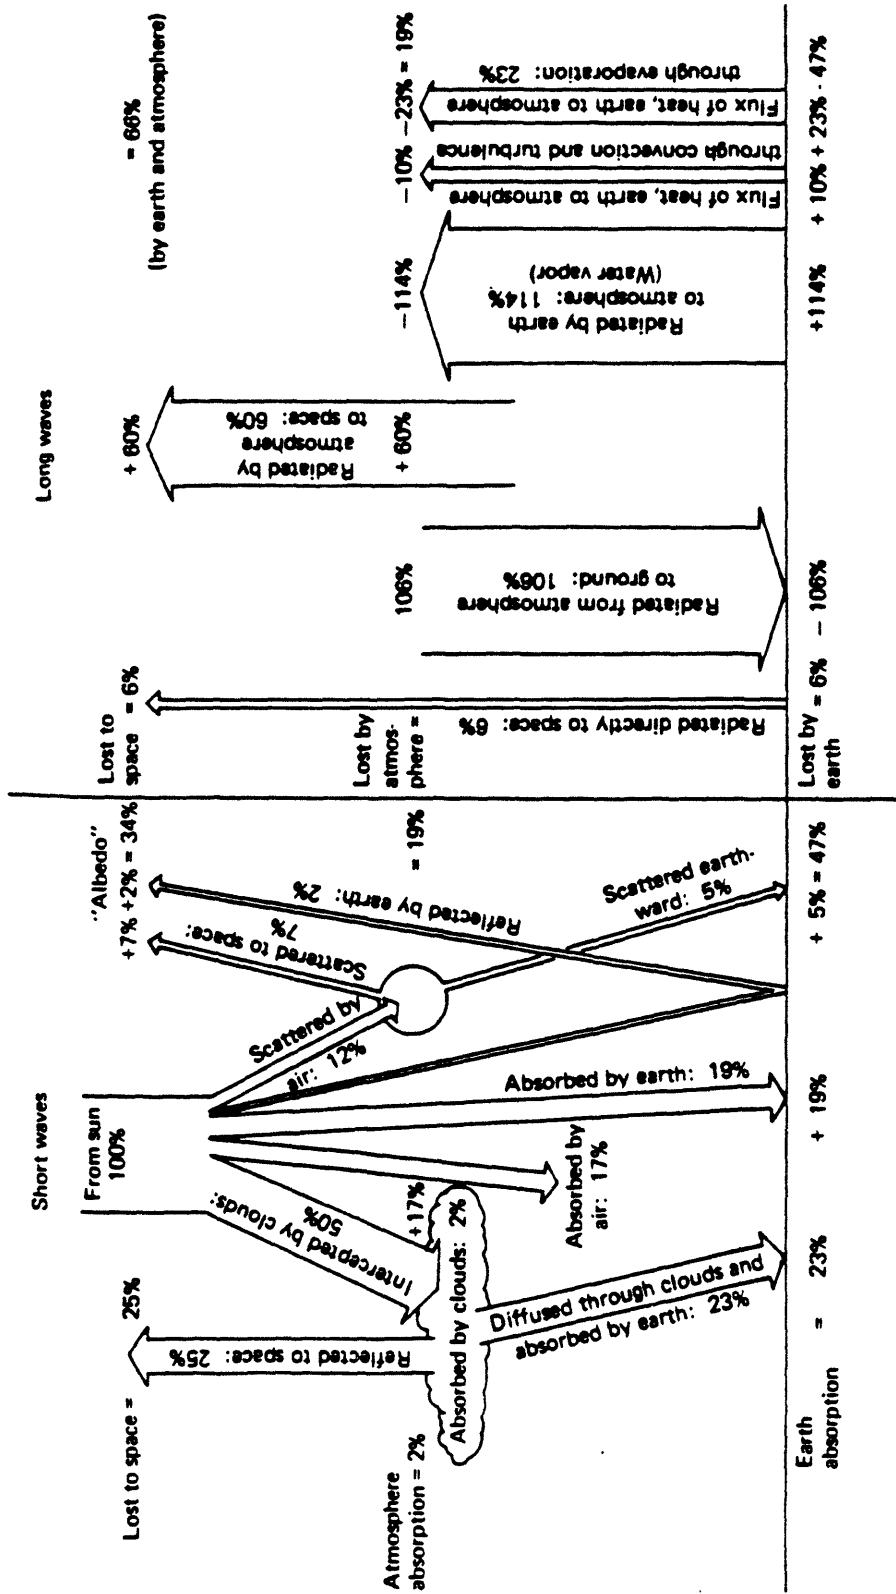 Short waves
Long waves
Lost to space =
25%
From sun
100%
"Albedo"
+7% +2% = 34%
Lost to
space = 6%
+ 60%
= 66%
(by earth and atmosphere)
Reflected to space: 25%
Intercepted by clouds:
50%
Scattered by
air: 12%
Scattered to space:
7%
Reflected by earth: 2%
Atmosphere
absorption = 2%
+17%
= 19%
Absorbed by clouds: 2%
Absorbed by
air: 17%
Absorbed by earth: 19%
Scattered earth-
ward: 5%
Diffused through clouds and
absorbed by earth: 23%
Earth
absorption
=
23%
+ 19%
+ 5% = 47%
Lost by
atmos-
phere =
106%
+ 60%
−114%
−10%
−23% = 19%
Radiated directly to space: 6%
Radiated from atmosphere
to ground: 106%
Radiated by
atmosphere
to space: 60%
Radiated by earth
to atmosphere: 114%
(Water vapor)
Flux of heat, earth to atmosphere
through convection and turbulence
Flux of heat, earth to atmosphere
through evaporation: 23%
Lost by
earth
= 6%
− 106%
+114%
+ 10% + 23% - 47%